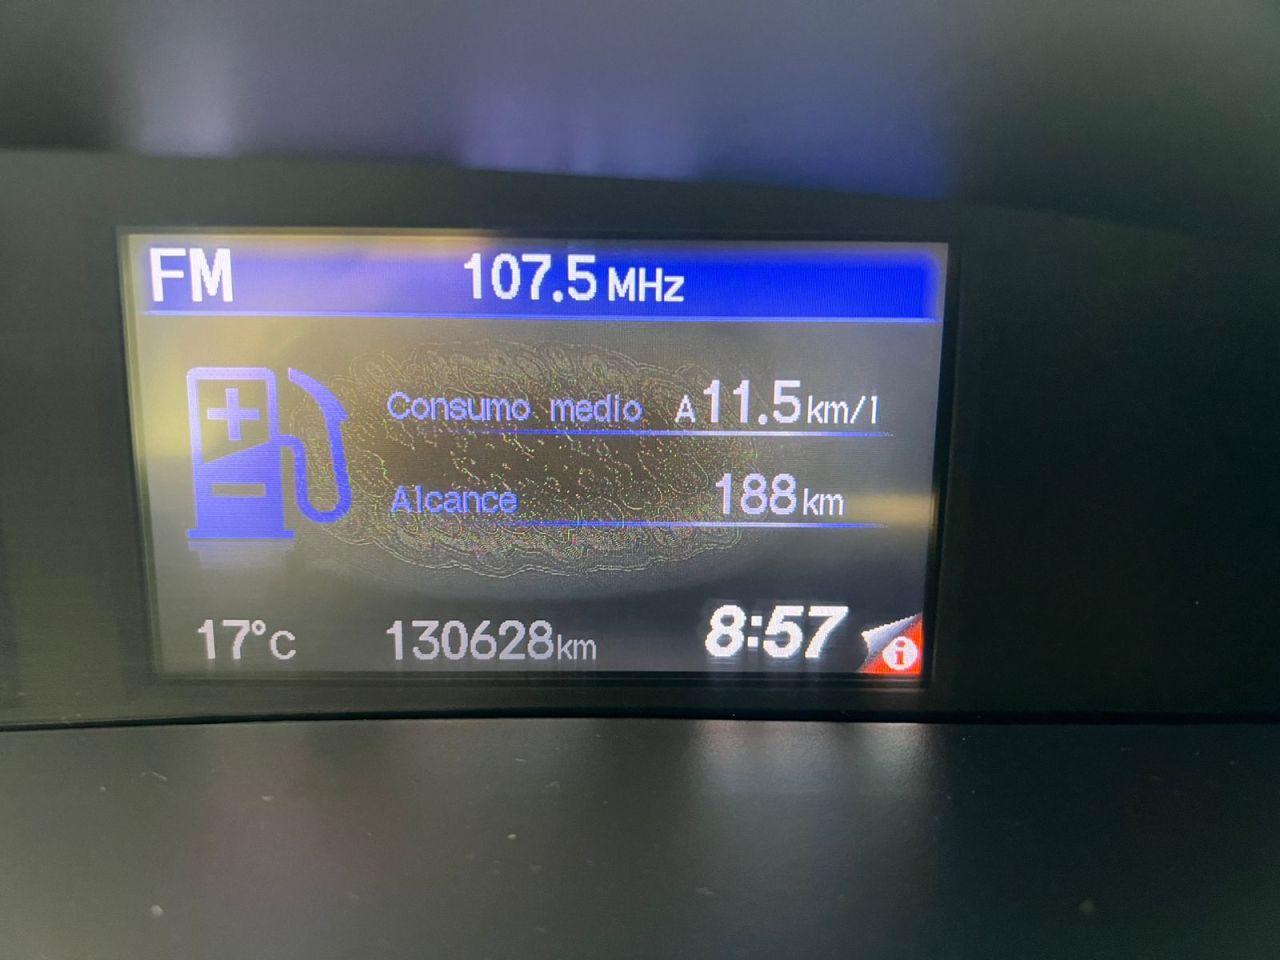 FM 107.5 MHz
Consumo medio A 11.5 km/l
Alcance 188 km
17°C 130628 km 8:57 i